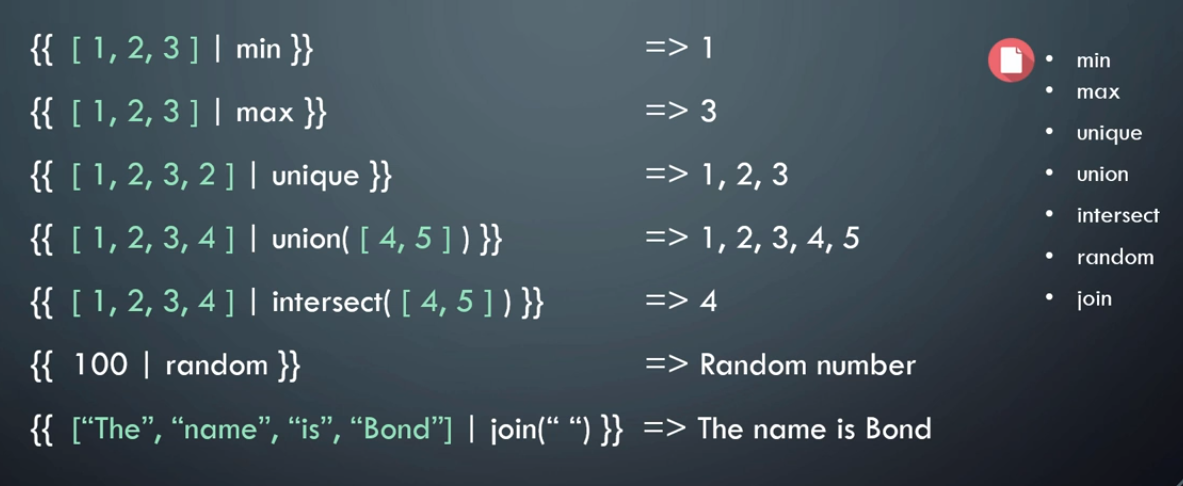 {{ [ 1, 2, 3 ] | min }} => 1
{{ [ 1, 2, 3 ] | max }} => 3
{{ [ 1, 2, 3, 2 ] | unique }} => 1, 2, 3
{{ [ 1, 2, 3, 4 ] | union( [ 4, 5 ] ) }} => 1, 2, 3, 4, 5
{{ [ 1, 2, 3, 4 ] | intersect( [ 4, 5 ] ) }} => 4
{{ 100 | random }} => Random number
{{ [“The”, “name”, “is”, “Bond”] | join(“ “) }} => The name is Bond
• min
• max
• unique
• union
• intersect
• random
• join